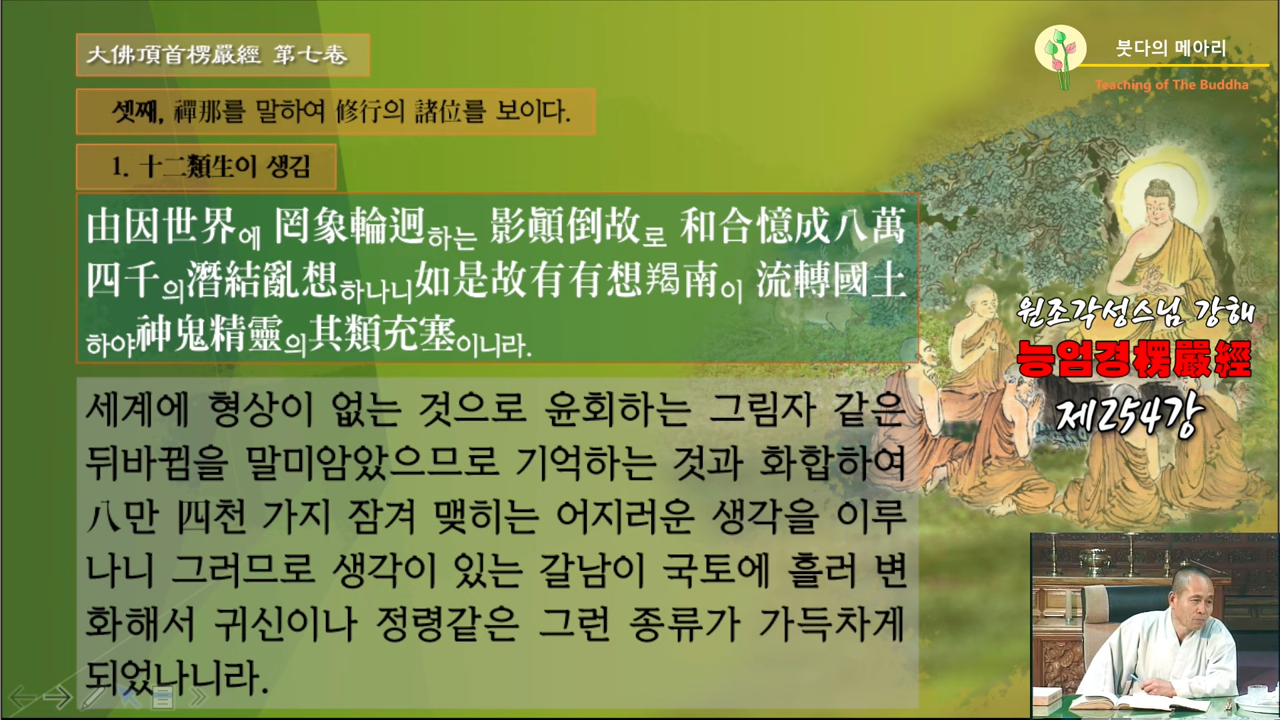 大佛頂首楞嚴經 第七卷
셋째, 禪那를 말하여 修行의 諸位를 보이다.
1. 十二類生이 생김
由因世界에 罔象輪迴하는 影顚倒故로 和合憶成八萬
四千의潛結亂想하나니如是故有有想羯南이 流轉國土
하야神鬼精靈의其類充塞이니라.
세계에 형상이 없는 것으로 윤회하는 그림자 같은
뒤바뀜을 말미암았으므로 기억하는 것과 화합하여
八만 四천 가지 잠겨 맺히는 어지러운 생각을 이루
나니 그러므로 생각이 있는 갈남이 국토에 흘러 변
화해서 귀신이나 정령같은 그런 종류가 가득차게
되었나니라.
붓다의 메아리
Teaching of The Buddha
원조각성스님 강해
능엄경楞嚴經
제254강